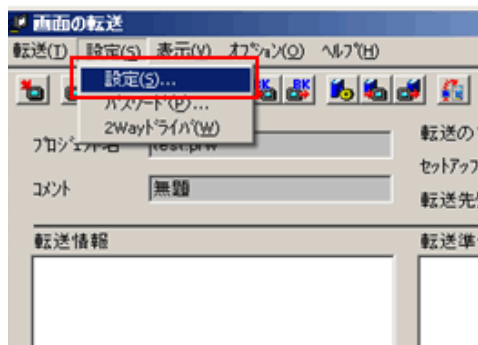 画面の転送
転送(T) 設定(S) 表示(V) ｵﾌﾟｼｮﾝ(O) ﾍﾙﾌﾟ(H)
設定(S)...
ﾊﾟｽﾜｰﾄﾞ(P)...
2Wayﾄﾞﾗｲﾊﾞ(W)
BK BK
ﾌﾟﾛｼﾞｪｸﾄ名 test.prw
転送の
ｾｯﾄｱｯﾌﾟ
ｺﾒﾝﾄ 無題
転送先
転送情報
転送準